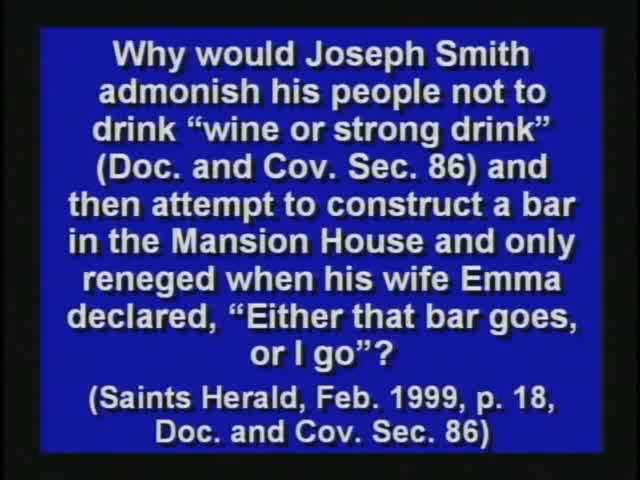 Why would Joseph Smith
admonish his people not to
drink “wine or strong drink”
(Doc. and Cov. Sec. 86) and
then attempt to construct a bar
in the Mansion House and only
reneged when his wife Emma
declared, “Either that bar goes,
or I go”?
(Saints Herald, Feb. 1999, p. 18,
Doc. and Cov. Sec. 86)